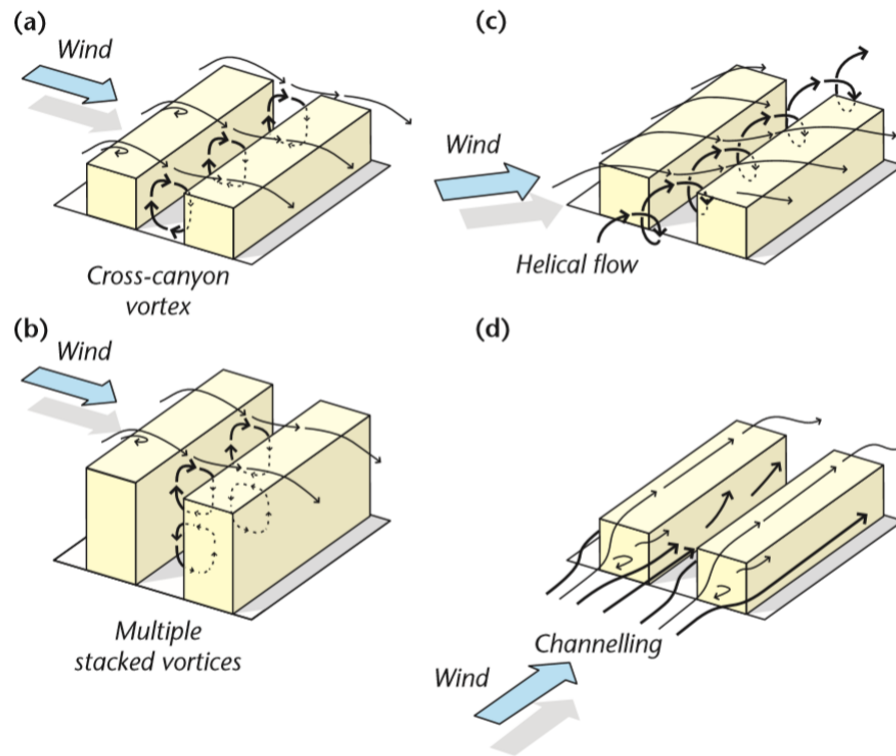 (a)
Wind
Cross-canyon
vortex
(b)
Wind
Multiple
stacked vortices
(c)
Wind
Helical flow
(d)
Channelling
Wind